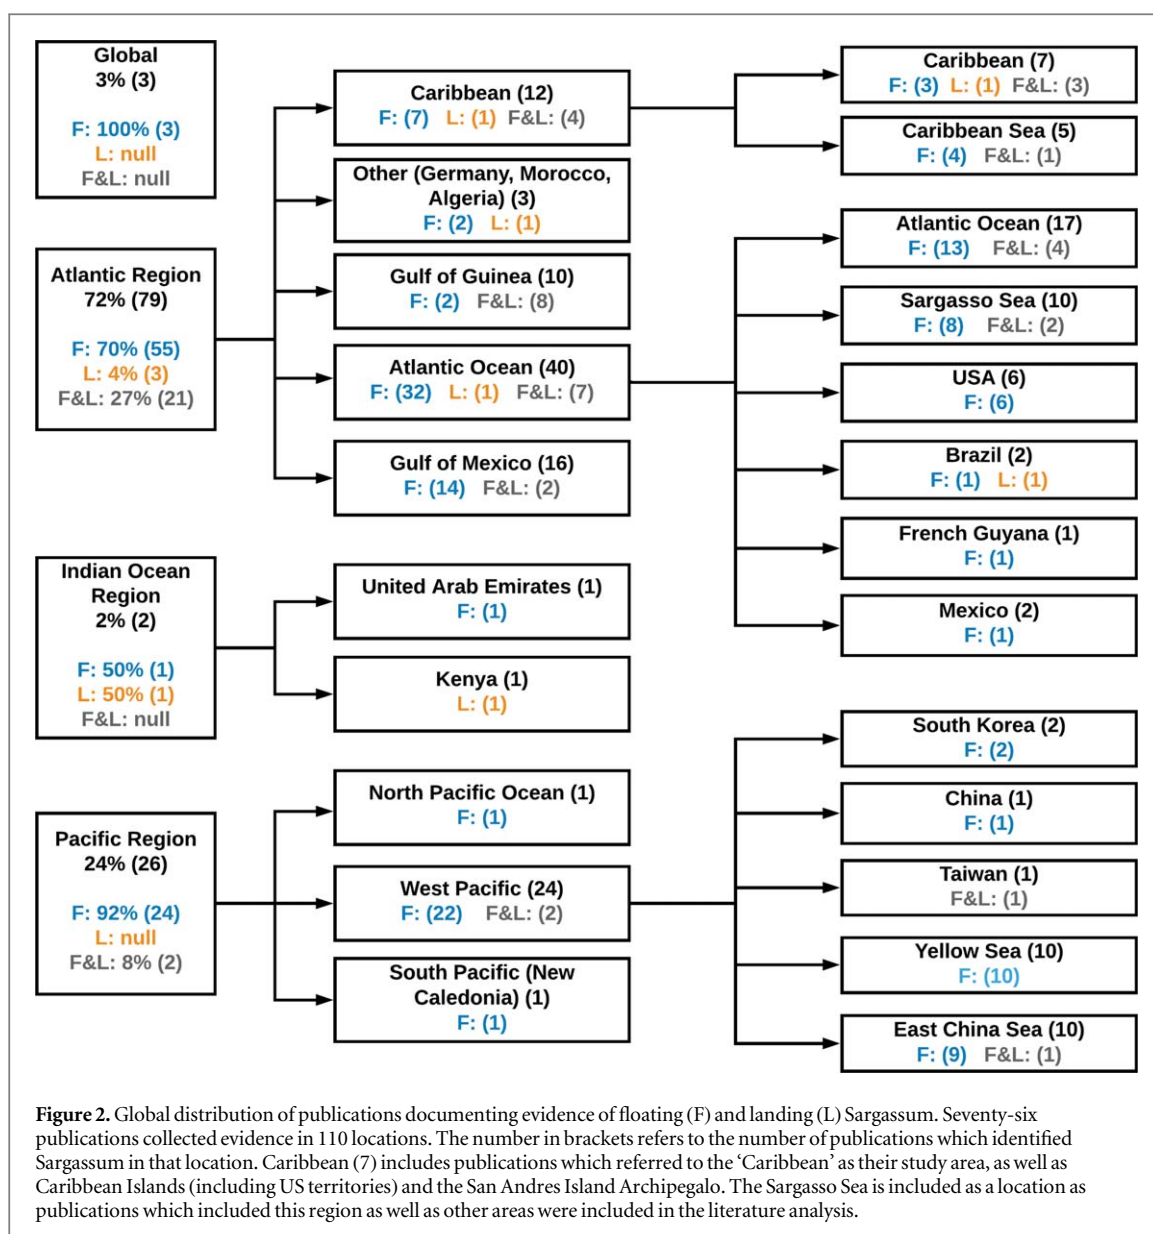 Global
3% (3)
F: 100% (3)
L: null
F&L: null
Atlantic Region
72% (79)
F: 70% (55)
L: 4% (3)
F&L: 27% (21)
Indian Ocean
Region
2% (2)
F: 50% (1)
L: 50% (1)
F&L: null
Pacific Region
24% (26)
F: 92% (24)
L: null
F&L: 8% (2)
Caribbean (12)
F: (7) L: (1) F&L: (4)
Other (Germany, Morocco,
Algeria) (3)
F: (2) L: (1)
Gulf of Guinea (10)
F: (2) F&L: (8)
Atlantic Ocean (40)
F: (32) L: (1) F&L: (7)
Gulf of Mexico (16)
F: (14) F&L: (2)
United Arab Emirates (1)
F: (1)
Kenya (1)
L: (1)
North Pacific Ocean (1)
F: (1)
West Pacific (24)
F: (22) F&L: (2)
South Pacific (New
Caledonia) (1)
F: (1)
Caribbean (7)
F: (3) L: (1) F&L: (3)
Caribbean Sea (5)
F: (4) F&L: (1)
Atlantic Ocean (17)
F: (13) F&L: (4)
Sargasso Sea (10)
F: (8) F&L: (2)
USA (6)
F: (6)
Brazil (2)
F: (1) L: (1)
French Guyana (1)
F: (1)
Mexico (2)
F: (1)
South Korea (2)
F: (2)
China (1)
F: (1)
Taiwan (1)
F&L: (1)
Yellow Sea (10)
F: (10)
East China Sea (10)
F: (9) F&L: (1)
Figure 2. Global distribution of publications documenting evidence of floating (F) and landing (L) Sargassum. Seventy-six
publications collected evidence in 110 locations. The number in brackets refers to the number of publications which identified
Sargassum in that location. Caribbean (7) includes publications which referred to the ‘Caribbean’ as their study area, as well as
Caribbean Islands (including US territories) and the San Andres Island Archipegalo. The Sargasso Sea is included as a location as
publications which included this region as well as other areas were included in the literature analysis.